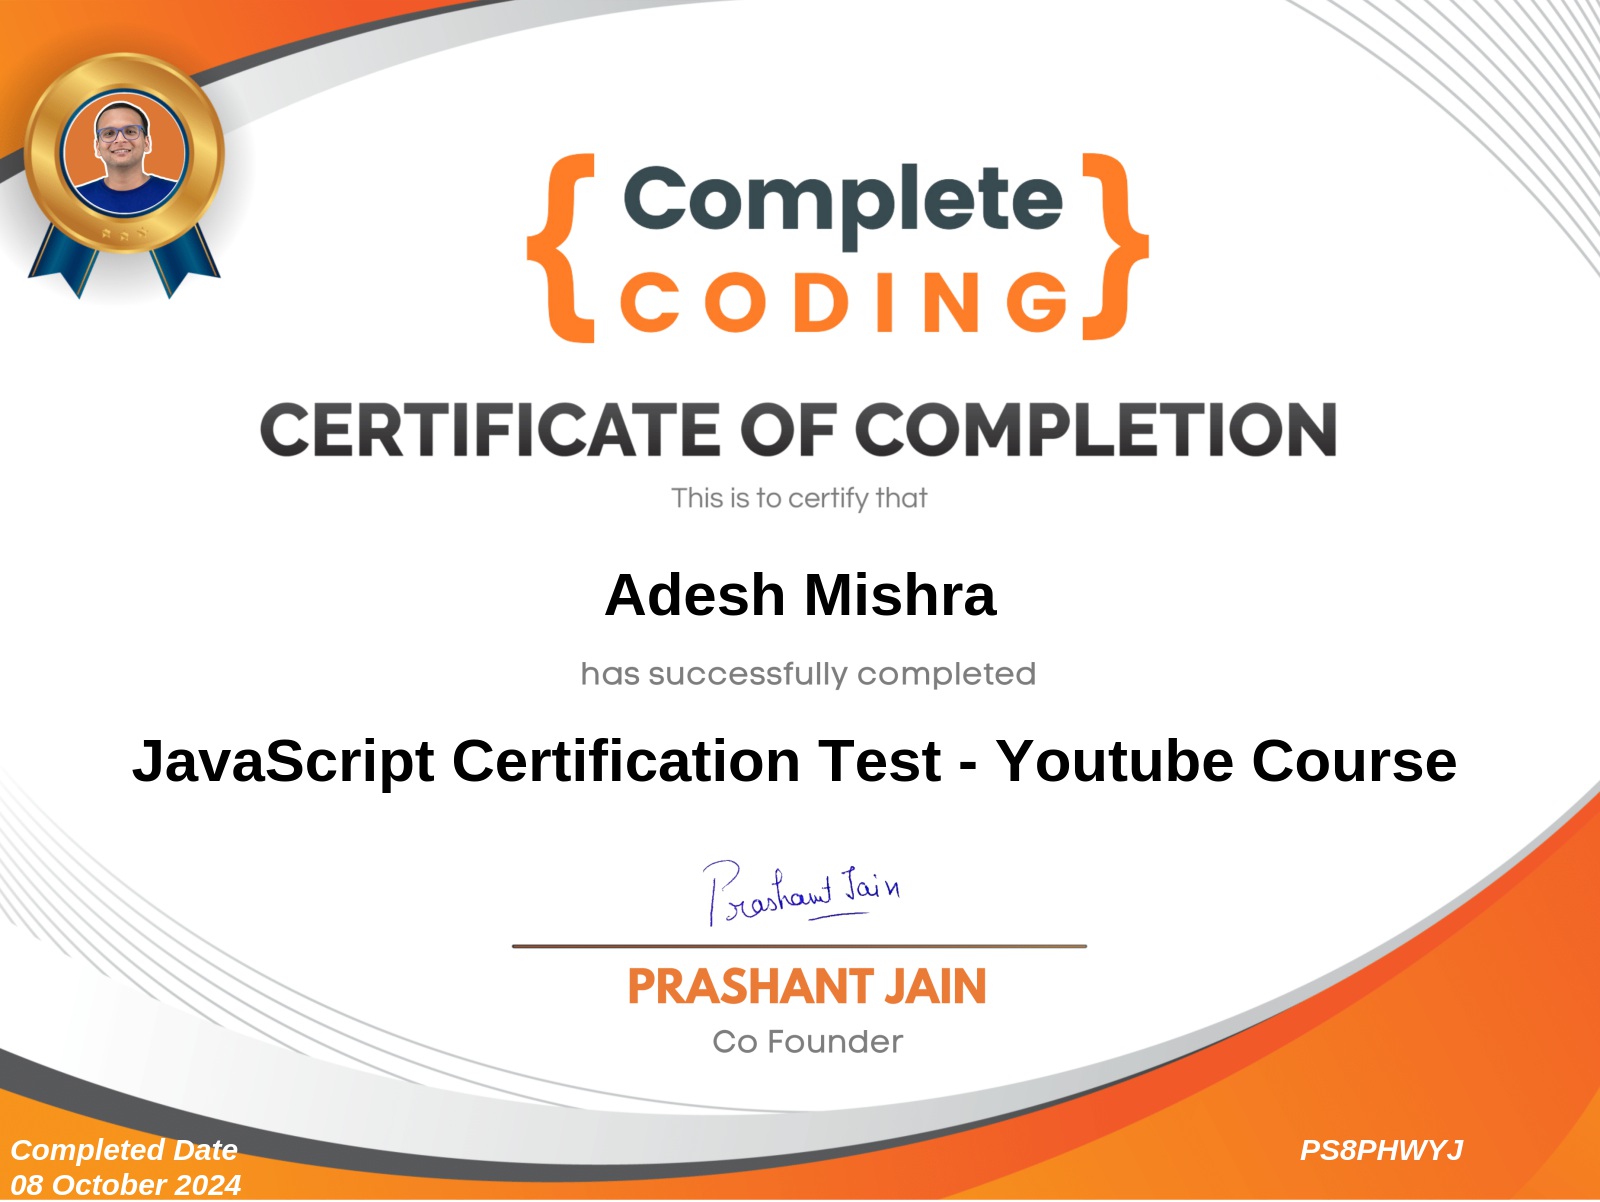 { Complete }
CODING
CERTIFICATE OF COMPLETION
This is to certify that
Adesh Mishra
has successfully completed
JavaScript Certification Test - Youtube Course
Prashant Jain
PRASHANT JAIN
Co Founder
Completed Date
08 October 2024
PS8PHWYJ